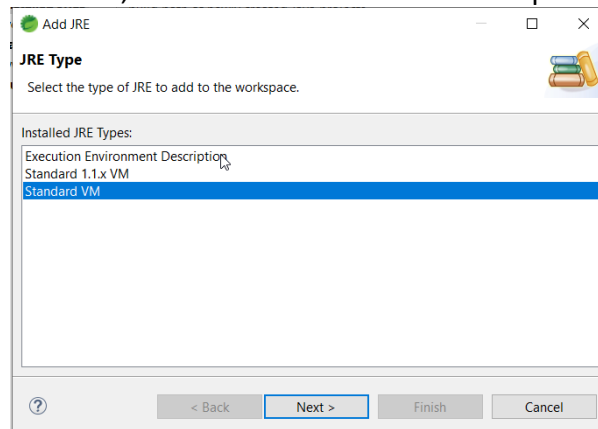 Add JRE
JRE Type
Select the type of JRE to add to the workspace.
Installed JRE Types:
Execution Environment Description
Standard 1.1.x VM
Standard VM
< Back Next > Finish Cancel